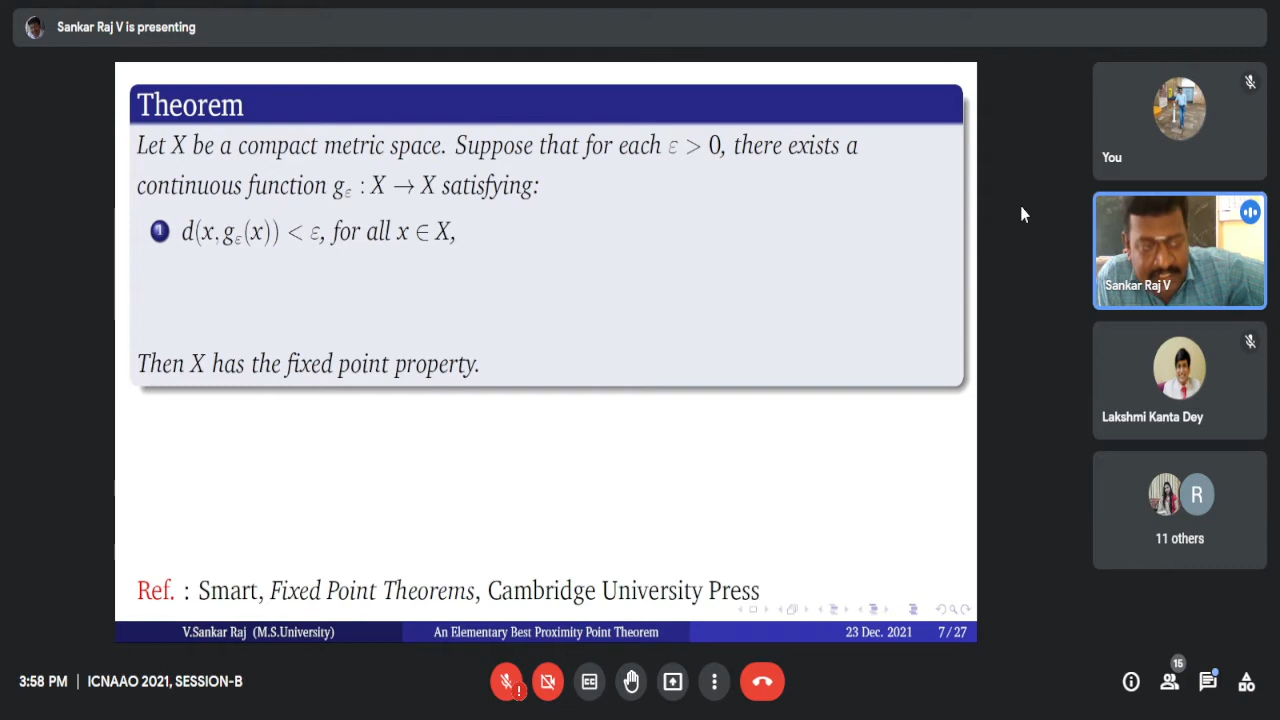 Sankar Raj V is presenting
Theorem
Let X be a compact metric space. Suppose that for each ε > 0, there exists a
continuous function gε : X → X satisfying:
1 d(x, gε(x)) < ε, for all x ∈ X,
Then X has the fixed point property.
Ref. : Smart, Fixed Point Theorems, Cambridge University Press
V.Sankar Raj (M.S.University) An Elementary Best Proximity Point Theorem 23 Dec. 2021 7 / 27
You
Sankar Raj V
Lakshmi Kanta Dey
R
11 others
3:58 PM | ICNAAO 2021, SESSION-B
15